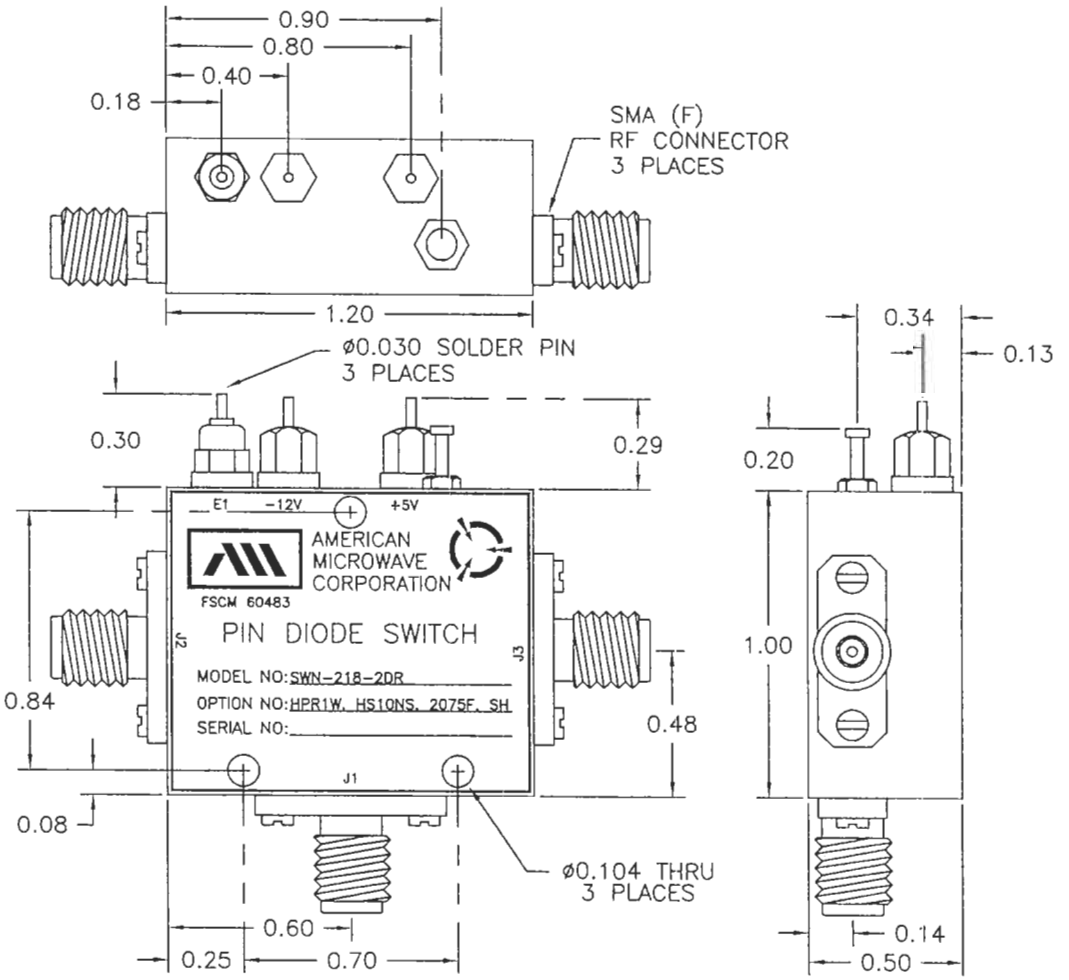 0.90
0.80
0.40
0.18
SMA (F)
RF CONNECTOR
3 PLACES
1.20
ø0.030 SOLDER PIN
3 PLACES
0.34
0.13
0.30
0.29
0.20
E1
-12V
+5V
AMERICAN
MICROWAVE
CORPORATION
FSCM 60483
PIN DIODE SWITCH
J2
J3
MODEL NO: SWN-218-2DR
OPTION NO: HPR1W, HS10NS, 2075F, SH
SERIAL NO:
1.00
0.84
0.48
J1
0.08
ø0.104 THRU
3 PLACES
0.60
0.14
0.25
0.70
0.50